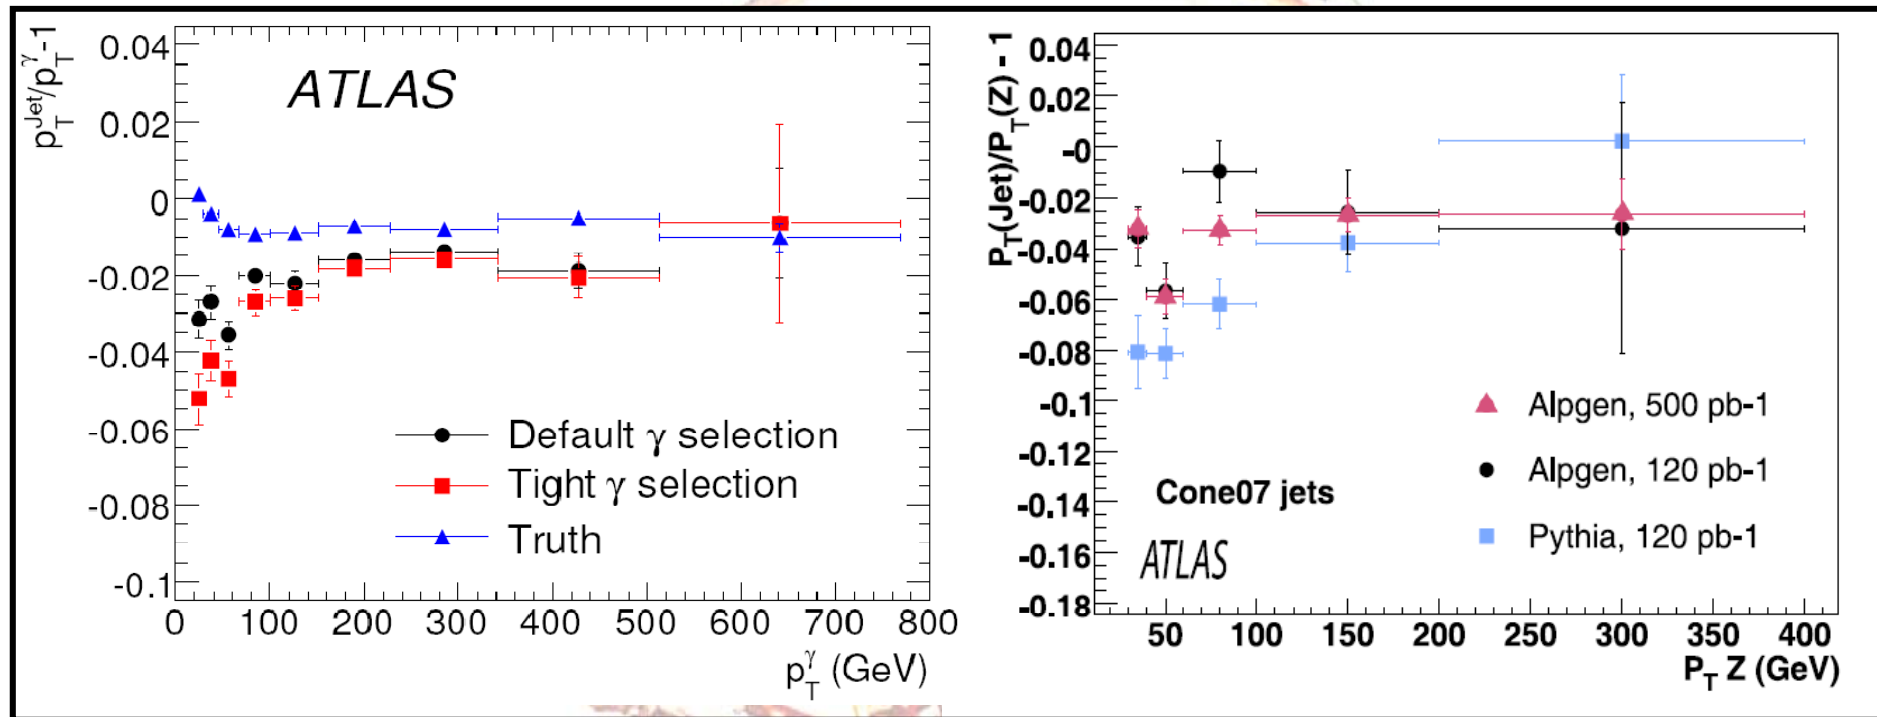 p_T^Jet/p_T^γ-1
0.04
0.02
0
-0.02
-0.04
-0.06
-0.08
-0.1
ATLAS
Default γ selection
Tight γ selection
Truth
0 100 200 300 400 500 600 700 800
p_T^γ (GeV)
P_T(Jet)/P_T(Z) - 1
0.04
0.02
-0
-0.02
-0.04
-0.06
-0.08
-0.1
-0.12
-0.14
-0.16
-0.18
Alpgen, 500 pb-1
Alpgen, 120 pb-1
Pythia, 120 pb-1
Cone07 jets
ATLAS
50 100 150 200 250 300 350 400
P_T Z (GeV)